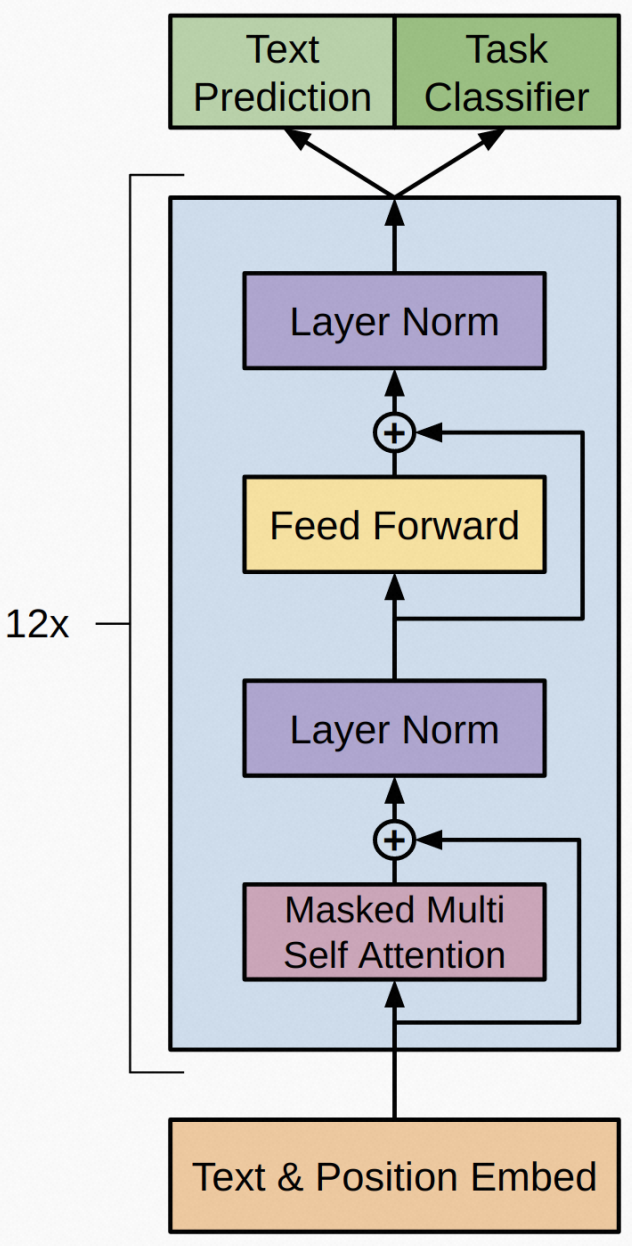 Text
Prediction
Task
Classifier
Layer Norm
+
Feed Forward
12x
Layer Norm
+
Masked Multi
Self Attention
Text & Position Embed